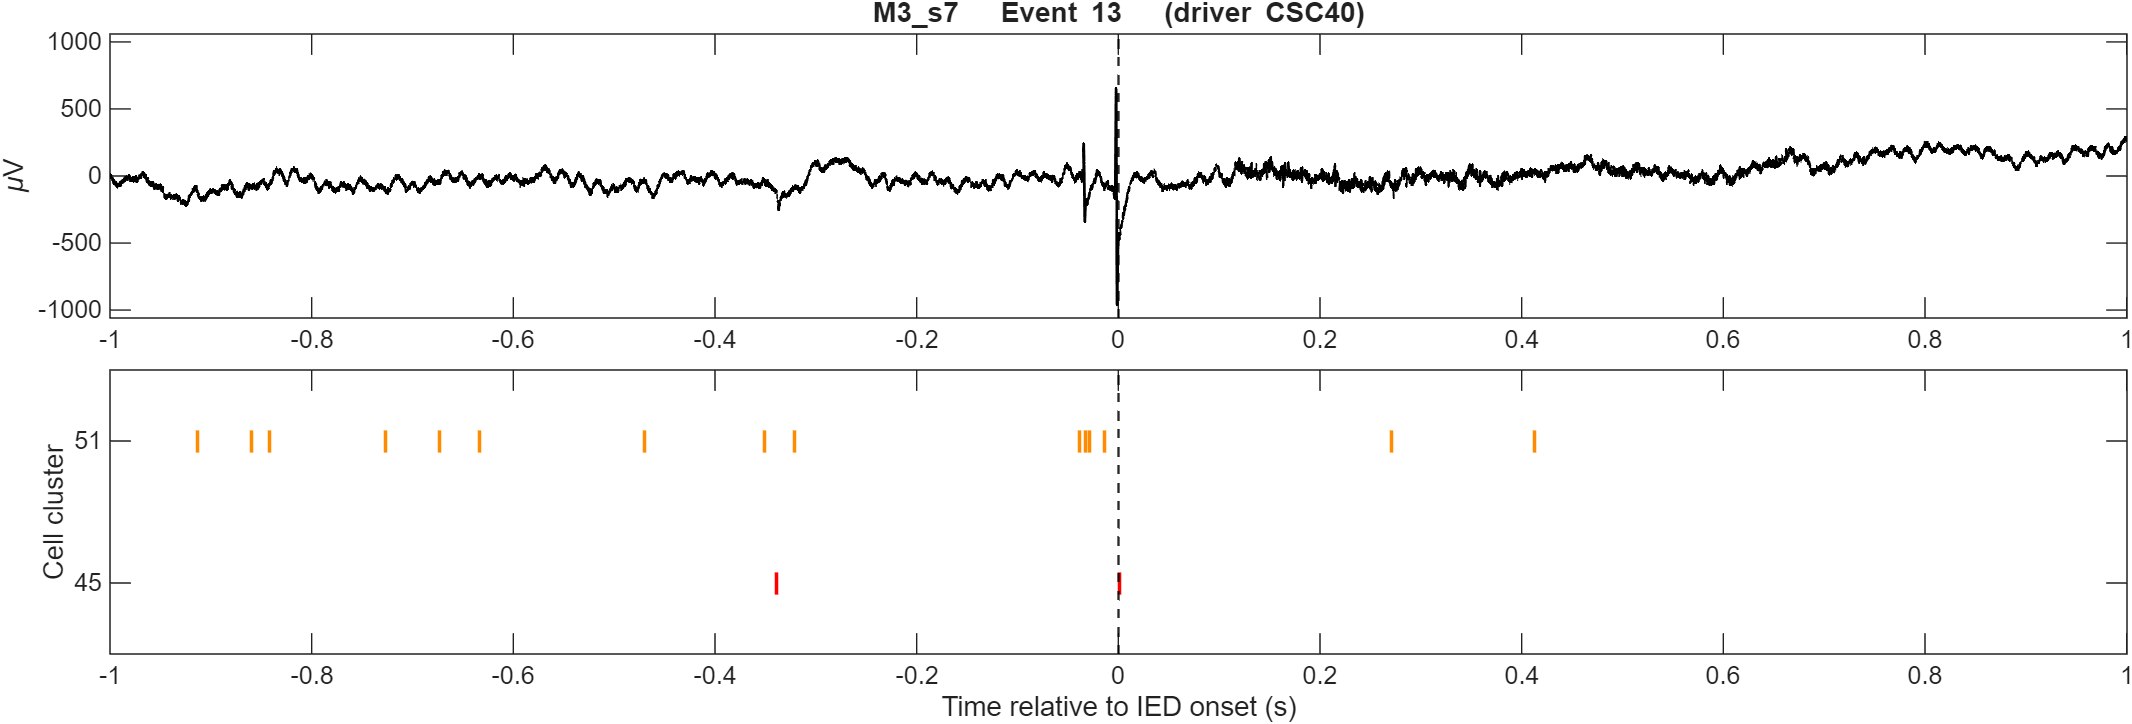 M3_s7 Event 13 (driver CSC40)
1000
500
0
-500
-1000
µV
-1 -0.8 -0.6 -0.4 -0.2 0 0.2 0.4 0.6 0.8 1
51
45
Cell cluster
-1 -0.8 -0.6 -0.4 -0.2 0 0.2 0.4 0.6 0.8 1
Time relative to IED onset (s)